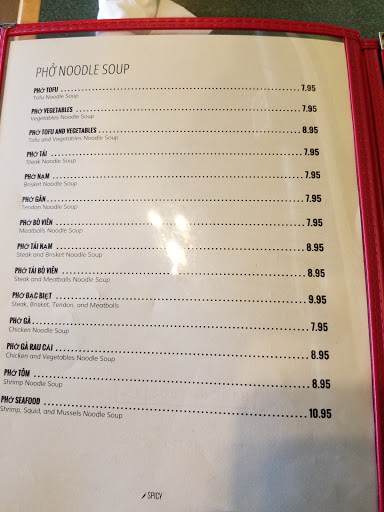 PHỞ NOODLE SOUP
PHỞ TOFU 7.95
Tofu Noodle Soup
PHỞ VEGETABLES 7.95
Vegetables Noodle Soup
PHỞ TOFU AND VEGETABLES 8.95
Tofu and Vegetables Noodle Soup
PHỞ TÁI 7.95
Steak Noodle Soup
PHỞ NẠM 7.95
Brisket Noodle Soup
PHỞ GÂN 7.95
Tendon Noodle Soup
PHỞ BÒ VIÊN 7.95
Meatballs Noodle Soup
PHỞ TÁI NẠM 8.95
Steak and Brisket Noodle Soup
PHỞ TÁI BÒ VIÊN 8.95
Steak and Meatballs Noodle Soup
PHỞ ĐẶC BIỆT 9.95
Steak, Brisket, Tendon, and Meatballs
PHỞ GÀ 7.95
Chicken Noodle Soup
PHỞ GÀ RAU CẢI 8.95
Chicken and Vegetables Noodle Soup
PHỞ TÔM 8.95
Shrimp Noodle Soup
PHỞ SEAFOOD 10.95
Shrimp, Squid, and Mussels Noodle Soup
SPICY